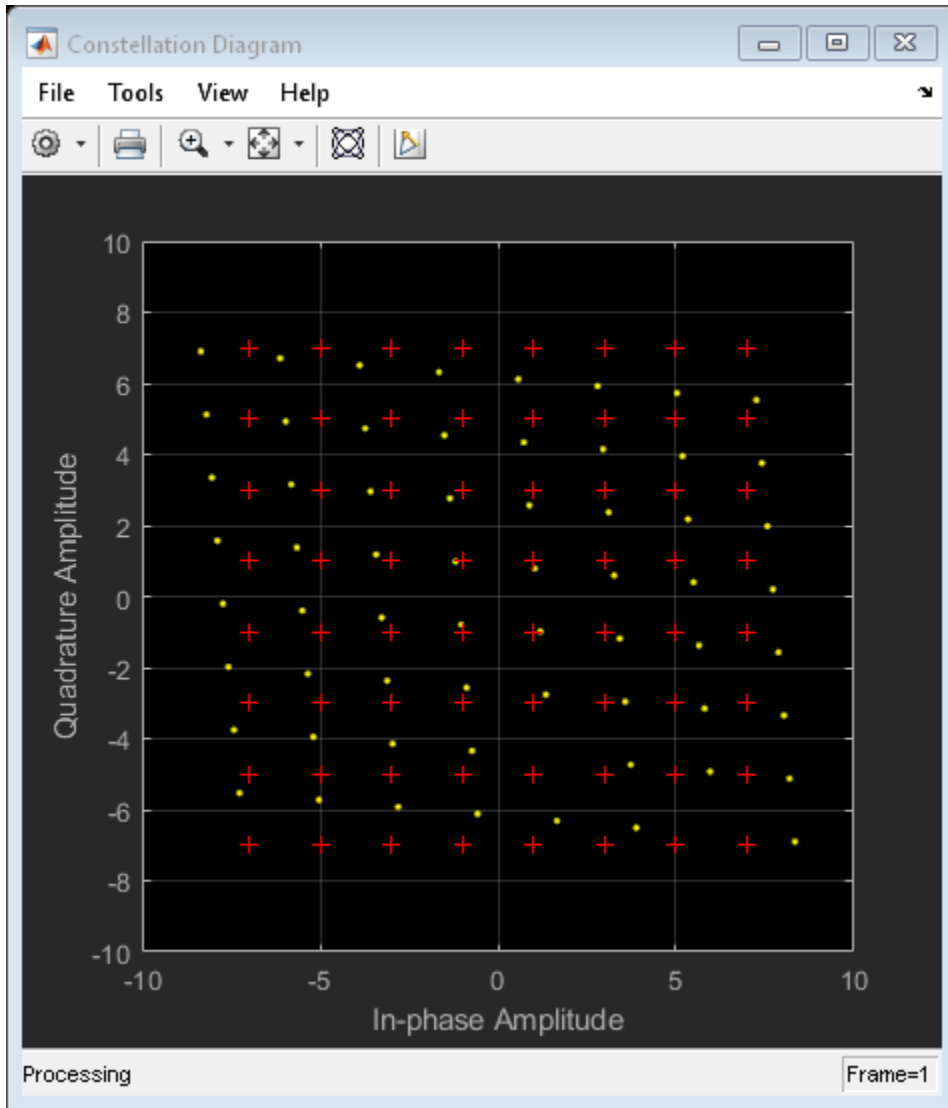 Constellation Diagram
File Tools View Help
10
8
6
4
2
0
-2
-4
-6
-8
-10
Quadrature Amplitude
-10 -5 0 5 10
In-phase Amplitude
Processing Frame=1